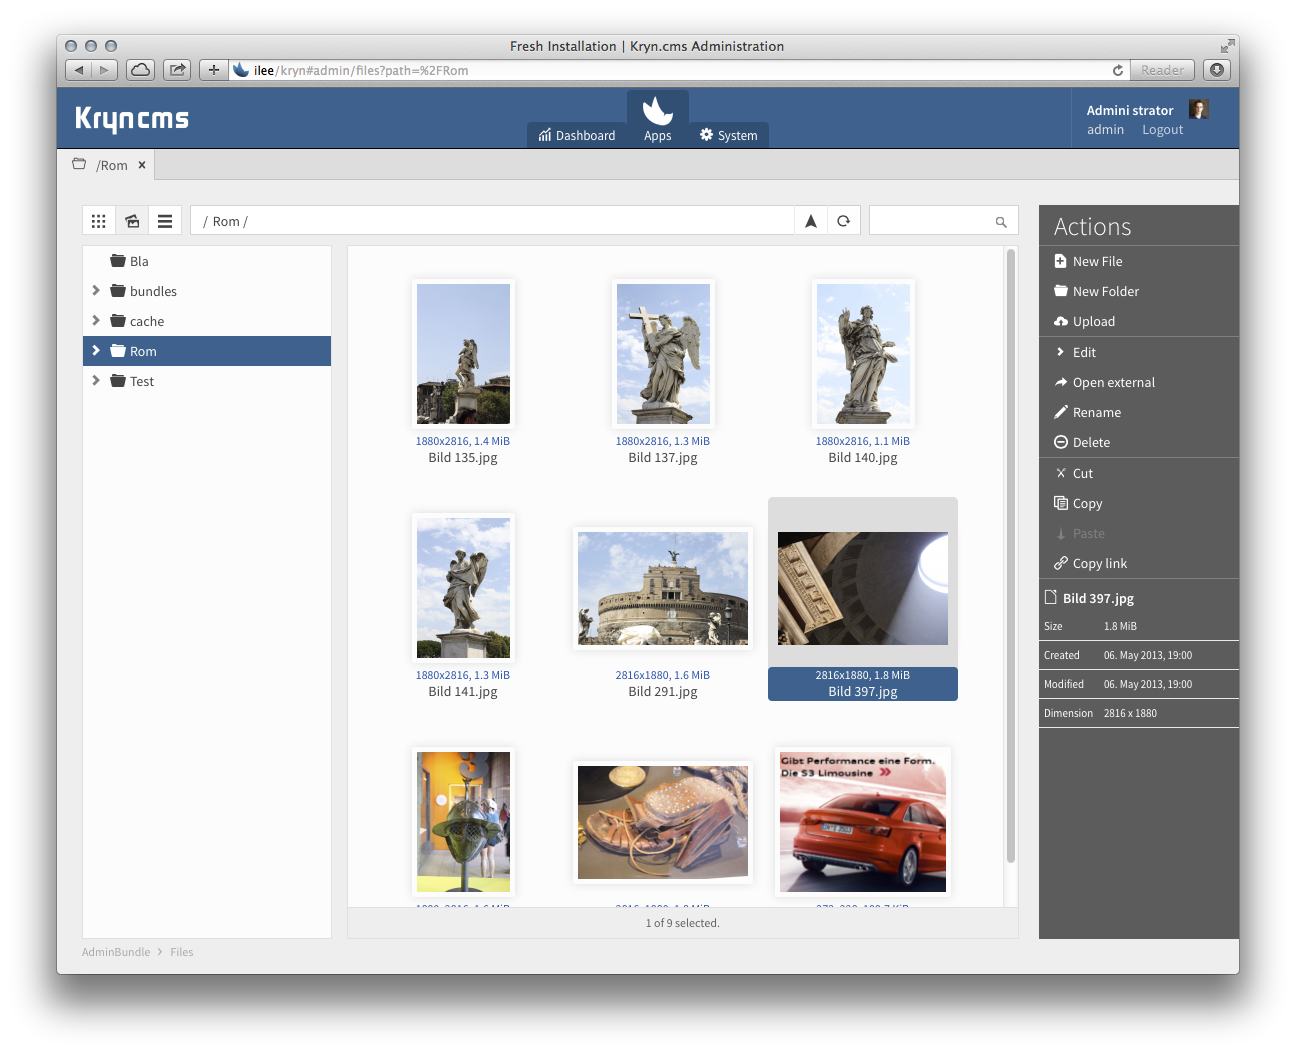 Fresh Installation | Kryn.cms Administration
ilee/kryn#admin/files?path=%2FRom
Reader
Kryn.cms
Dashboard
Apps
System
Admini strator
admin Logout
/Rom ×
/ Rom /
Bla
bundles
cache
Rom
Test
1880x2816, 1.4 MiB
Bild 135.jpg
1880x2816, 1.3 MiB
Bild 137.jpg
1880x2816, 1.1 MiB
Bild 140.jpg
1880x2816, 1.3 MiB
Bild 141.jpg
2816x1880, 1.6 MiB
Bild 291.jpg
2816x1880, 1.8 MiB
Bild 397.jpg
Gibt Performance eine Form.
Die S3 Limousine
1 of 9 selected.
Actions
New File
New Folder
Upload
Edit
Open external
Rename
Delete
Cut
Copy
Paste
Copy link
Bild 397.jpg
Size 1.8 MiB
Created 06. May 2013, 19:00
Modified 06. May 2013, 19:00
Dimension 2816 x 1880
AdminBundle > Files